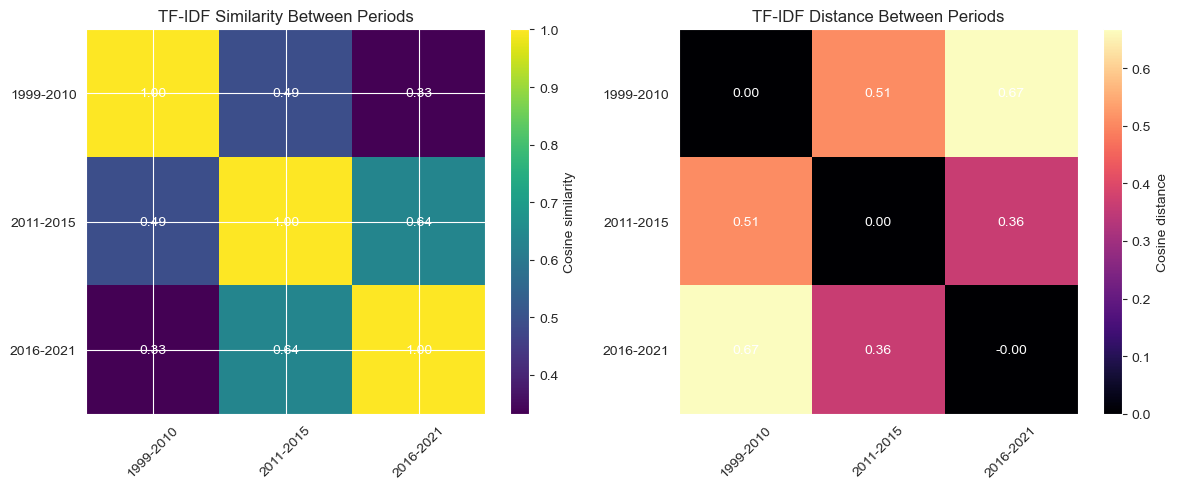 TF-IDF Similarity Between Periods
1999-2010
2011-2015
2016-2021
1.00 0.49 0.33
0.49 1.00 0.64
0.33 0.64 1.00
1999-2010 2011-2015 2016-2021
1.0
0.9
0.8
0.7
0.6
0.5
0.4
Cosine similarity
TF-IDF Distance Between Periods
1999-2010
2011-2015
2016-2021
0.00 0.51 0.67
0.51 0.00 0.36
0.67 0.36 -0.00
1999-2010 2011-2015 2016-2021
0.6
0.5
0.4
0.3
0.2
0.1
0.0
Cosine distance